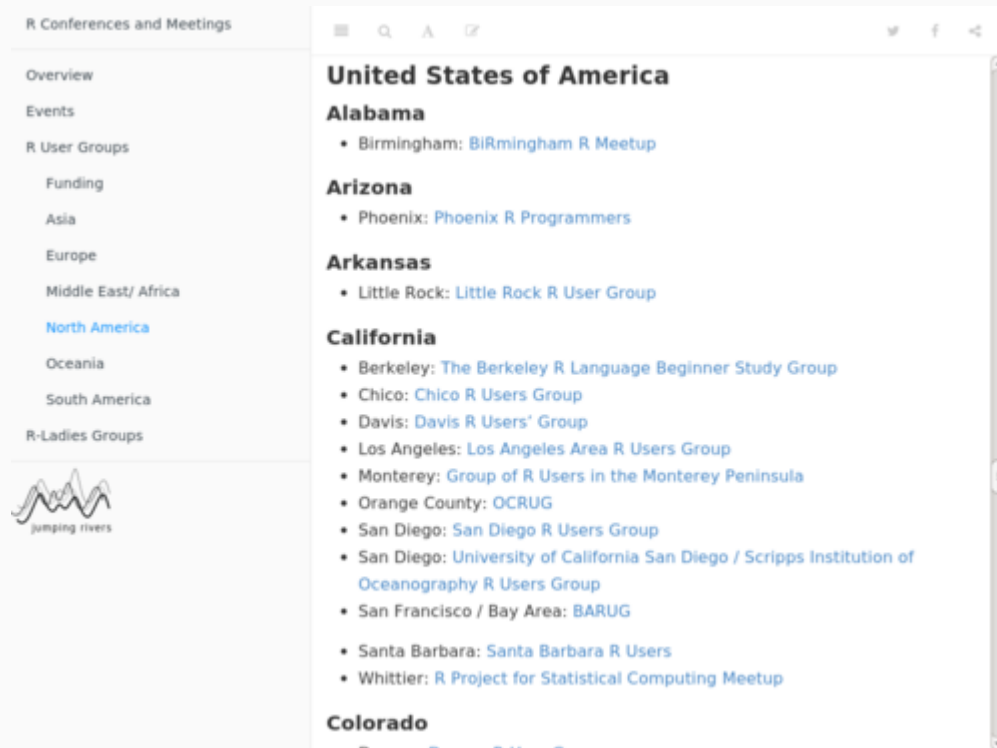 R Conferences and Meetings
Overview
Events
R User Groups
Funding
Asia
Europe
Middle East/ Africa
North America
Oceania
South America
R-Ladies Groups
jumping rivers
A
United States of America
Alabama
• Birmingham: BiRmingham R Meetup
Arizona
• Phoenix: Phoenix R Programmers
Arkansas
• Little Rock: Little Rock R User Group
California
• Berkeley: The Berkeley R Language Beginner Study Group
• Chico: Chico R Users Group
• Davis: Davis R Users’ Group
• Los Angeles: Los Angeles Area R Users Group
• Monterey: Group of R Users in the Monterey Peninsula
• Orange County: OCRUG
• San Diego: San Diego R Users Group
• San Diego: University of California San Diego / Scripps Institution of
Oceanography R Users Group
• San Francisco / Bay Area: BARUG
• Santa Barbara: Santa Barbara R Users
• Whittier: R Project for Statistical Computing Meetup
Colorado